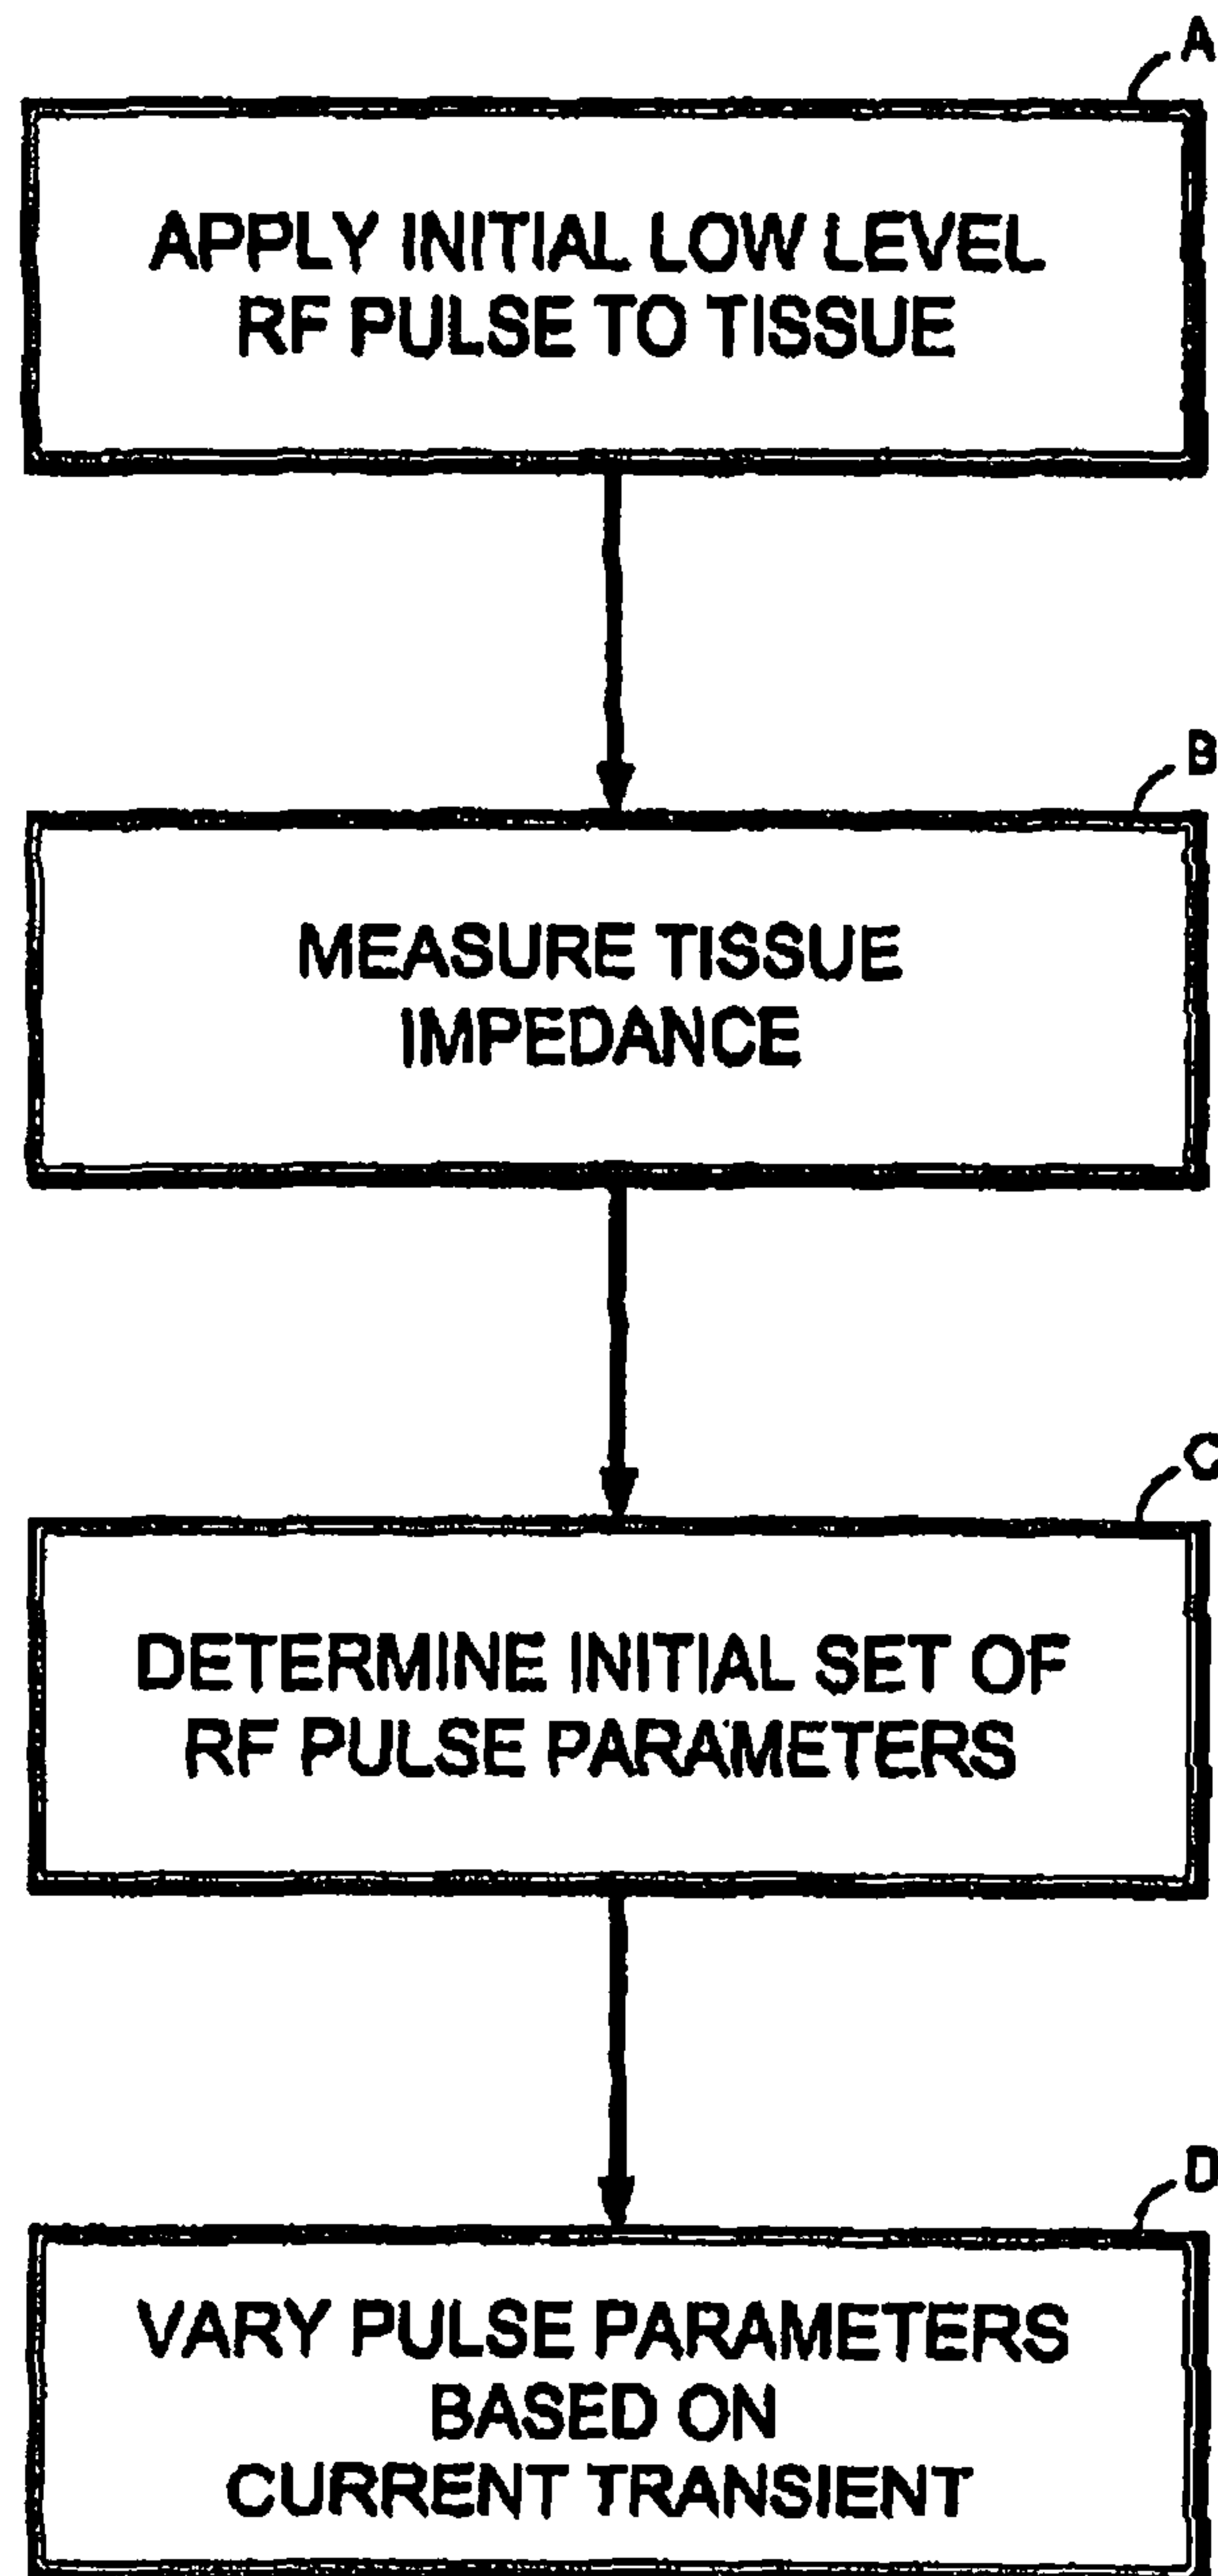 A
APPLY INITIAL LOW LEVEL
RF PULSE TO TISSUE
B
MEASURE TISSUE
IMPEDANCE
C
DETERMINE INITIAL SET OF
RF PULSE PARAMETERS
D
VARY PULSE PARAMETERS
BASED ON
CURRENT TRANSIENT